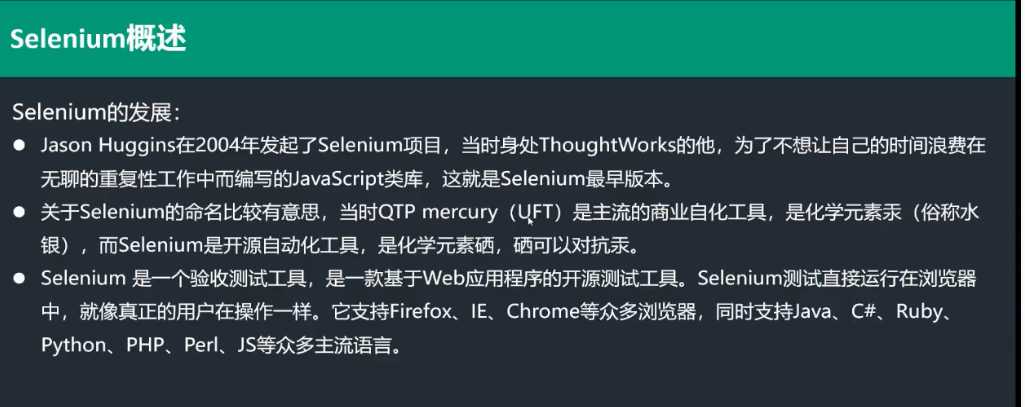 Selenium概述
Selenium的发展：
● Jason Huggins在2004年发起了Selenium项目，当时身处ThoughtWorks的他，为了不想让自己的时间浪费在
无聊的重复性工作中而编写的JavaScript类库，这就是Selenium最早版本。
● 关于Selenium的命名比较有意思，当时QTP mercury（UFT）是主流的商业自化工具，是化学元素汞（俗称水
银），而Selenium是开源自动化工具，是化学元素硒，硒可以对抗汞。
● Selenium 是一个验收测试工具，是一款基于Web应用程序的开源测试工具。Selenium测试直接运行在浏览器
中，就像真正的用户在操作一样。它支持Firefox、IE、Chrome等众多浏览器，同时支持Java、C#、Ruby、
Python、PHP、Perl、JS等众多主流语言。